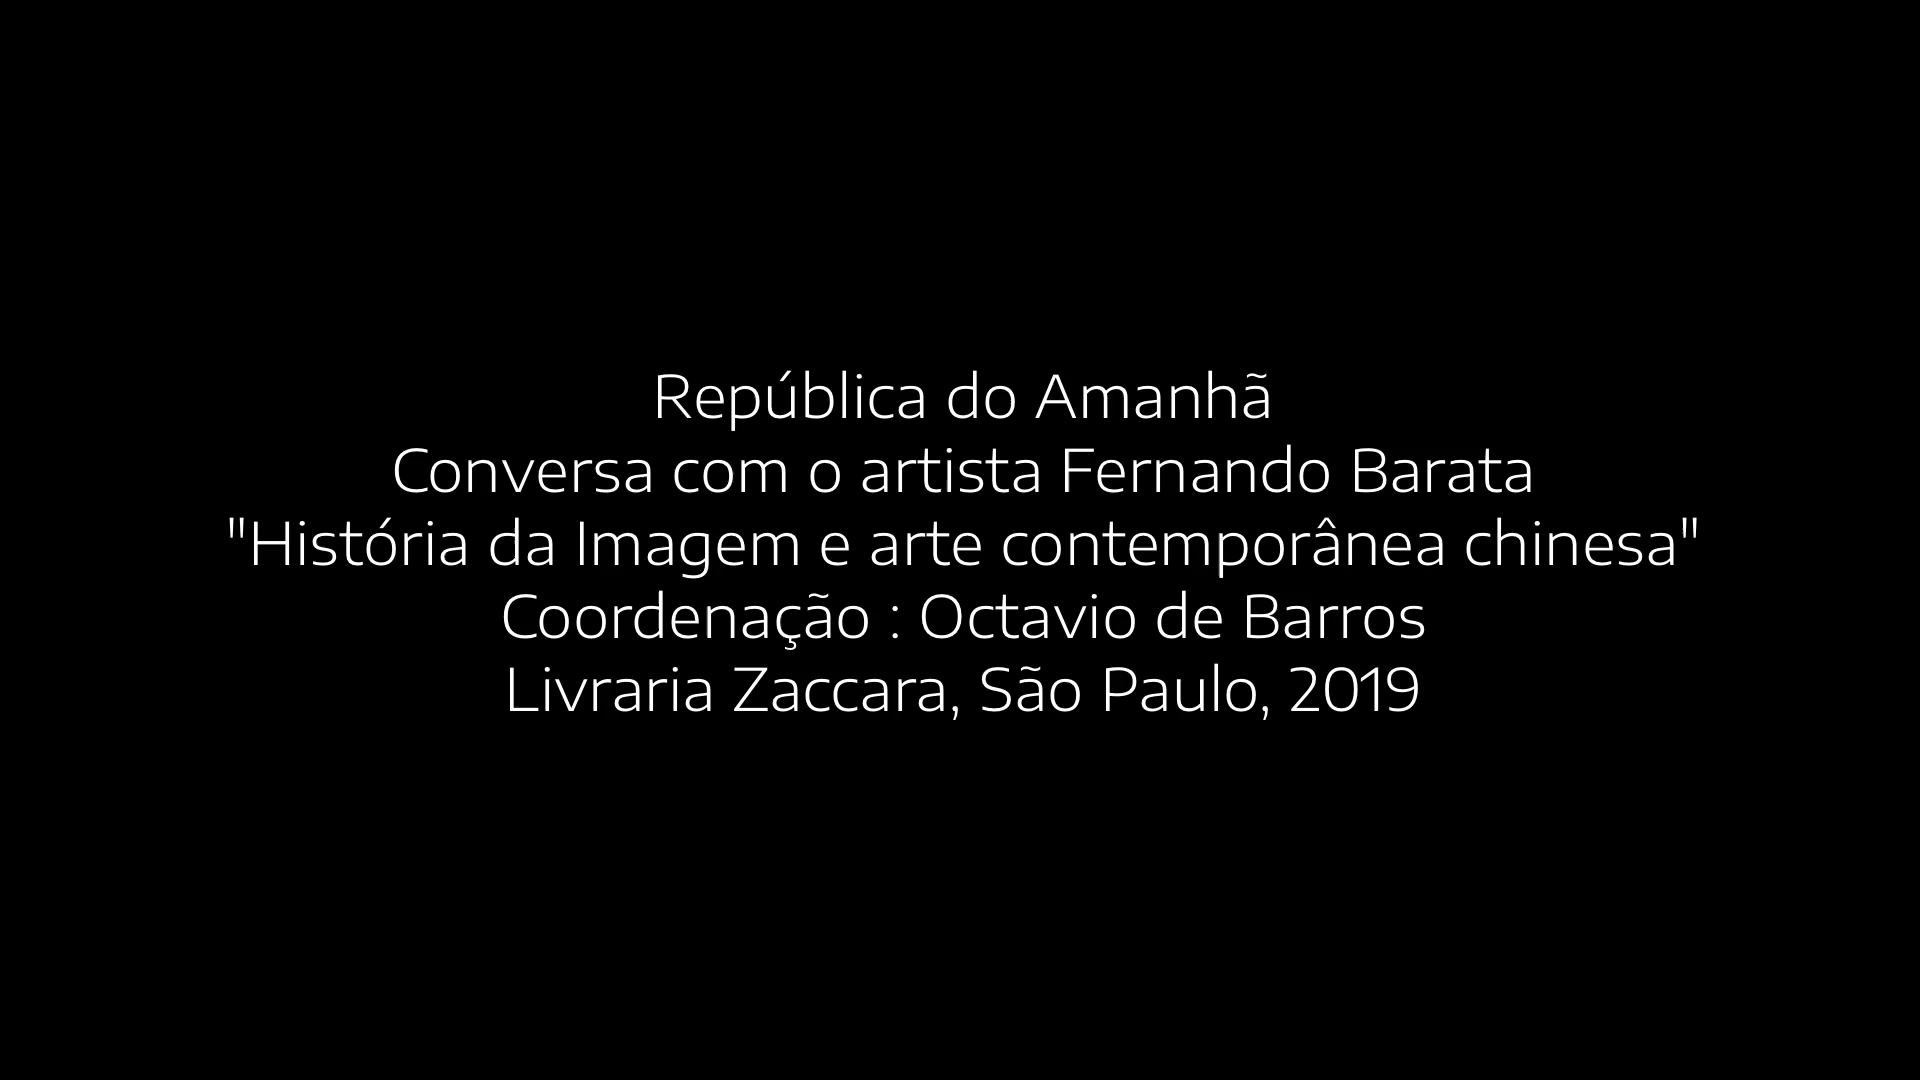 República do Amanhã
Conversa com o artista Fernando Barata
"História da Imagem e arte contemporânea chinesa"
Coordenação : Octavio de Barros
Livraria Zaccara, São Paulo, 2019